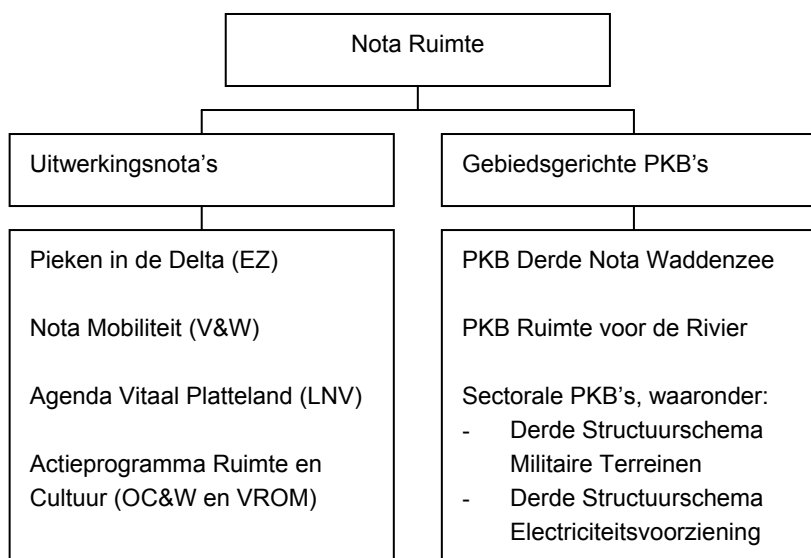 Nota Ruimte
Uitwerkingsnota's
Gebiedsgerichte PKB's
Pieken in de Delta (EZ)
Nota Mobiliteit (V&W)
Agenda Vitaal Platteland (LNV)
Actieprogramma Ruimte en
Cultuur (OC&W en VROM)
PKB Derde Nota Waddenzee
PKB Ruimte voor de Rivier
Sectorale PKB's, waaronder:
- Derde Structuurschema
Militaire Terreinen
- Derde Structuurschema
Electriciteitsvoorziening